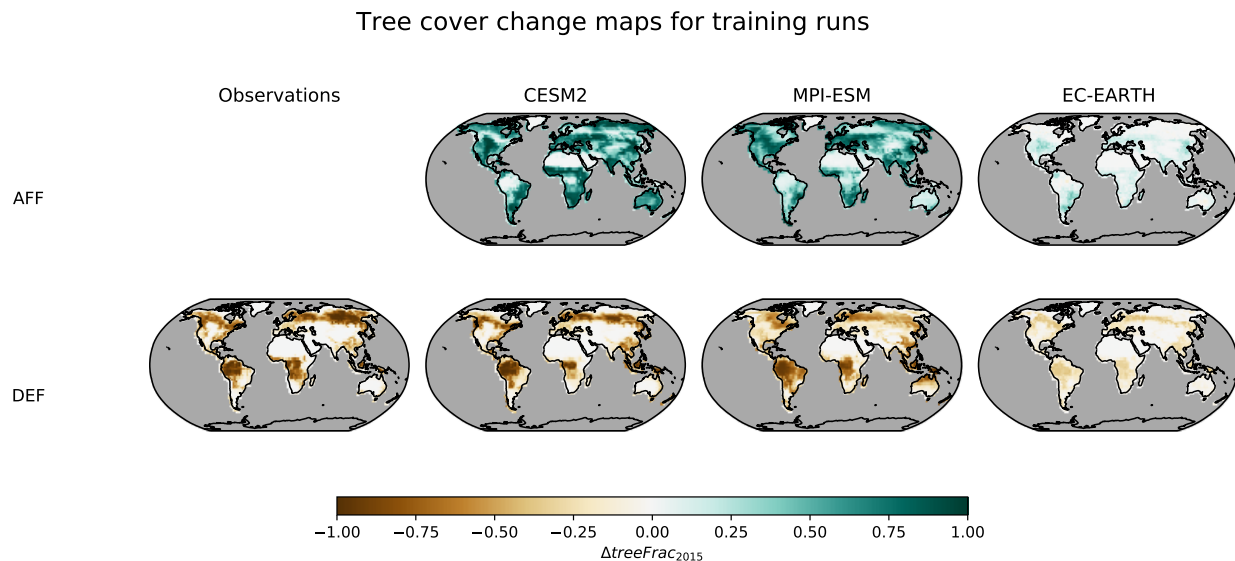 Tree cover change maps for training runs
Observations CESM2 MPI-ESM EC-EARTH
AFF
DEF
−1.00 −0.75 −0.50 −0.25 0.00 0.25 0.50 0.75 1.00
ΔtreeFrac₂₀₁₅